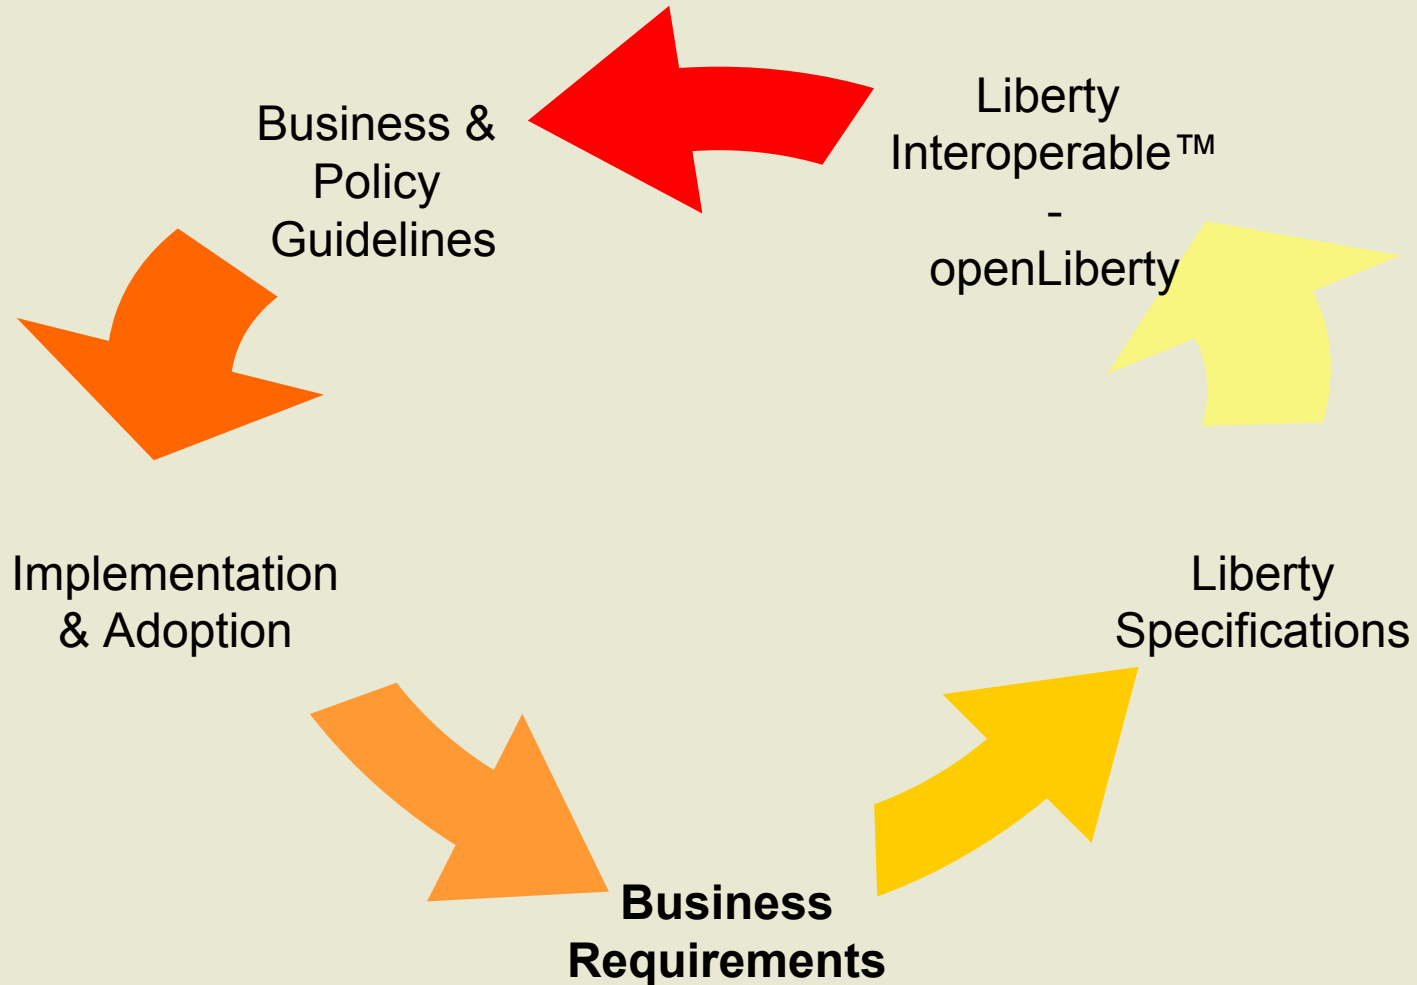 Business &
Policy
Guidelines
Liberty
Interoperable™
-
openLiberty
Implementation
& Adoption
Liberty
Specifications
Business
Requirements